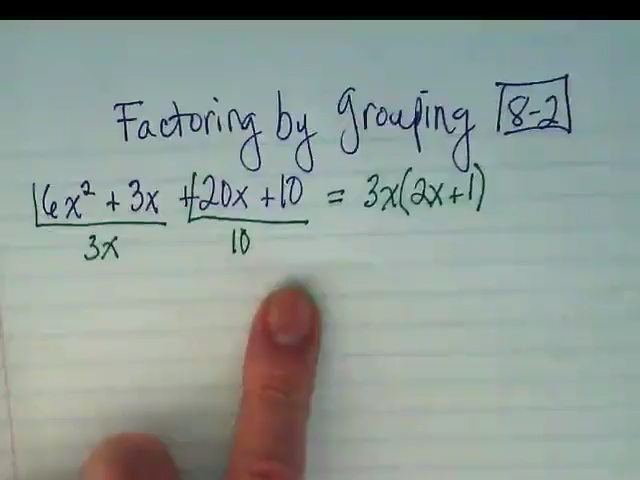 Factoring by Grouping 8-2
6x² + 3x + 20x + 10 = 3x(2x+1)
3x 10